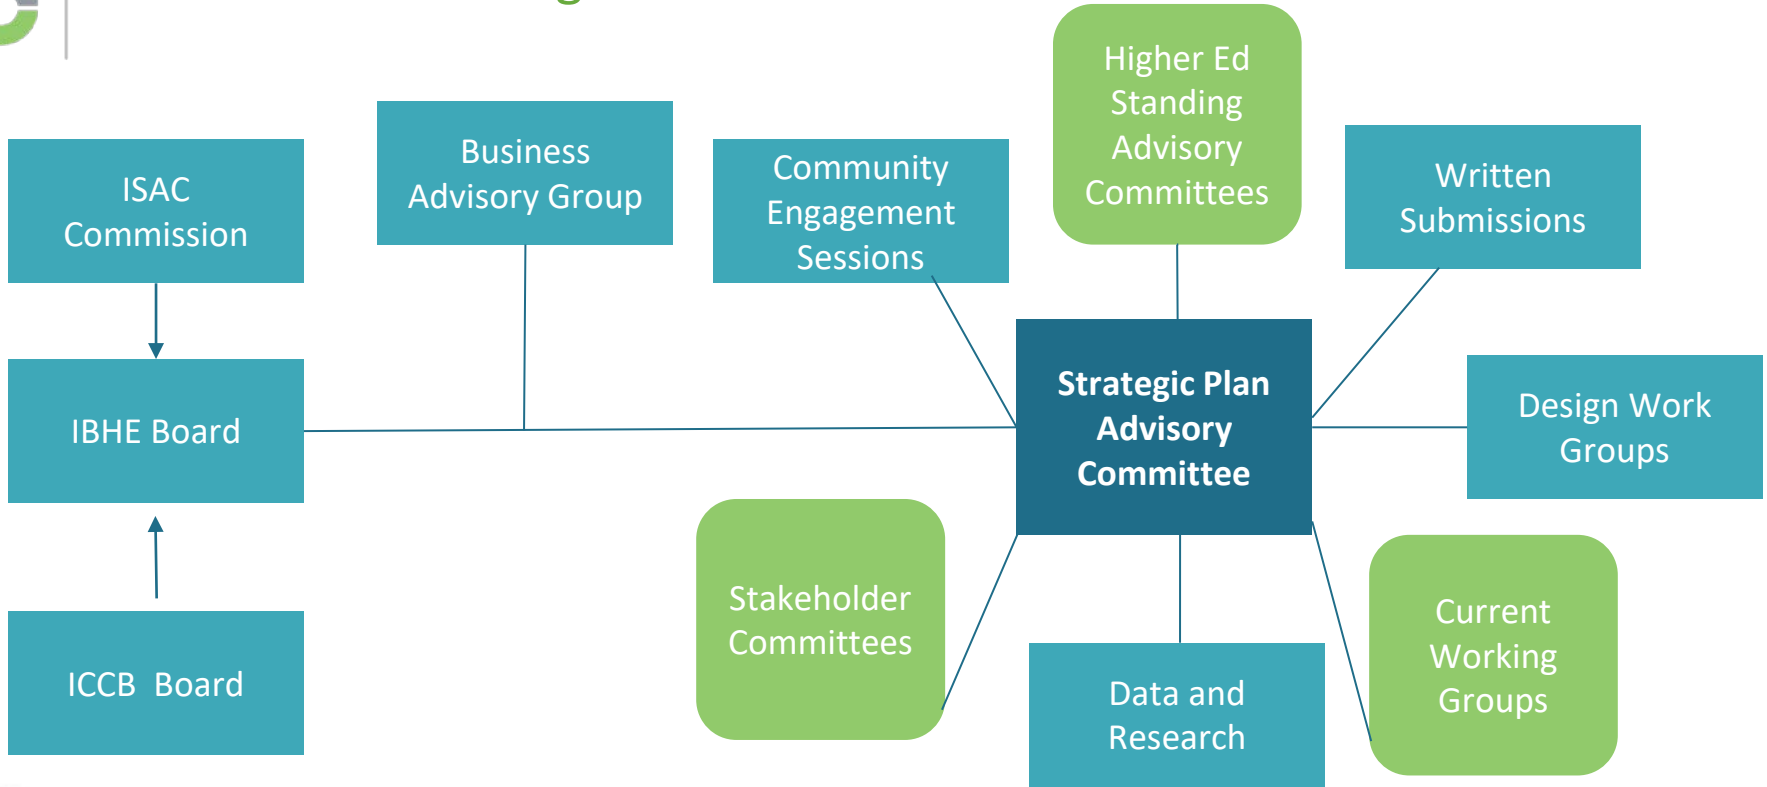 Higher Ed
Standing
Advisory
Committees
Business
Advisory Group
Community
Engagement
Sessions
Written
Submissions
ISAC
Commission
Strategic Plan
Advisory
Committee
IBHE Board
Design Work
Groups
Stakeholder
Committees
Current
Working
Groups
ICCB  Board
Data and
Research